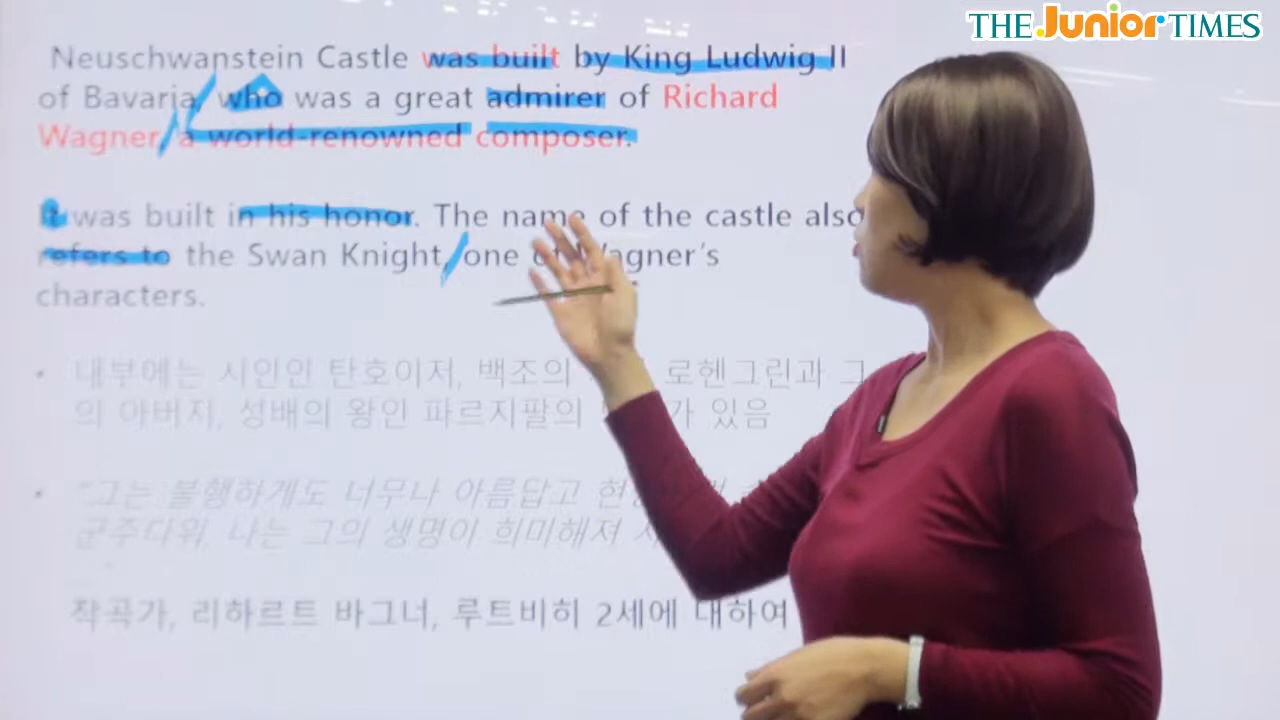 THE Junior TIMES
Neuschwanstein Castle was built by King Ludwig II
of Bavaria, who was a great admirer of Richard
Wagner, a world-renowned composer.
It was built in his honor. The name of the castle also
refers to the Swan Knight, one of Wagner's
characters.
• 내부에는 시인인 탄호이저, 백조의 로헨그린과 그
의 아버지, 성배의 왕인 파르지팔의 가 있음
• "그는 불행하게도 너무나 아름답고
군주다워, 나는 그의 생명이 희미해져
작곡가, 리하르트 바그너, 루트비히 2세에 대하여